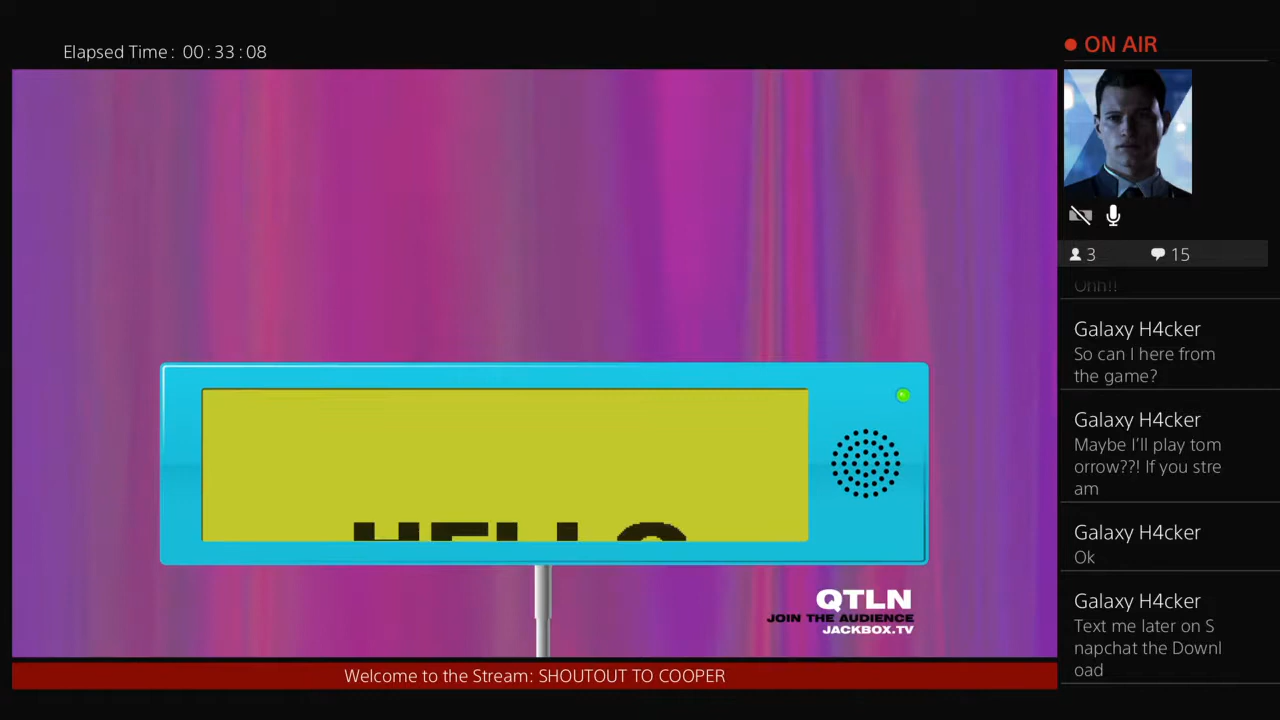 Elapsed Time: 00:33:08
ON AIR
3 15
Ohh!!
Galaxy H4cker
So can I here from
the game?
Galaxy H4cker
Maybe I'll play tom
orrow??! If you stre
am
Galaxy H4cker
Ok
Galaxy H4cker
Text me later on S
napchat the Downl
oad
HELLO
QTLN
JOIN THE AUDIENCE
JACKBOX.TV
Welcome to the Stream: SHOUTOUT TO COOPER